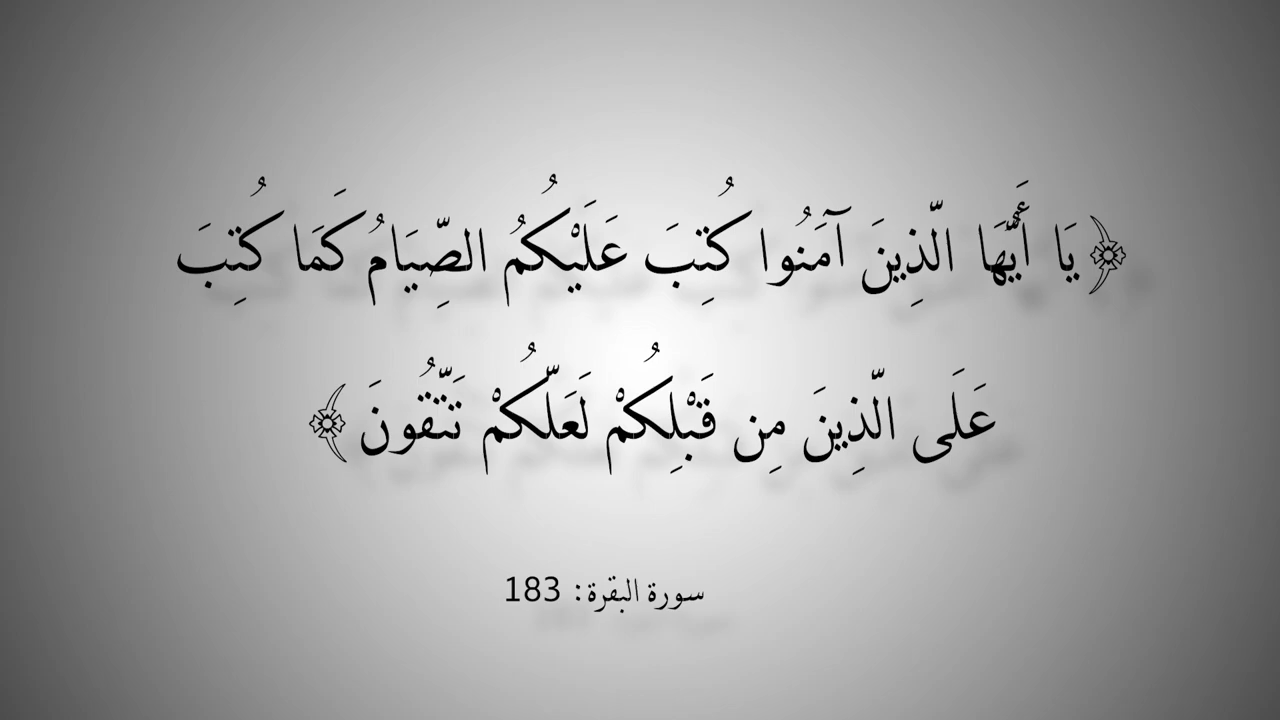 ﴿يَا أَيُّهَا الَّذِينَ آمَنُوا كُتِبَ عَلَيْكُمُ الصِّيَامُ كَمَا كُتِبَ
عَلَى الَّذِينَ مِن قَبْلِكُمْ لَعَلَّكُمْ تَتَّقُونَ﴾
سورة البقرة: 183